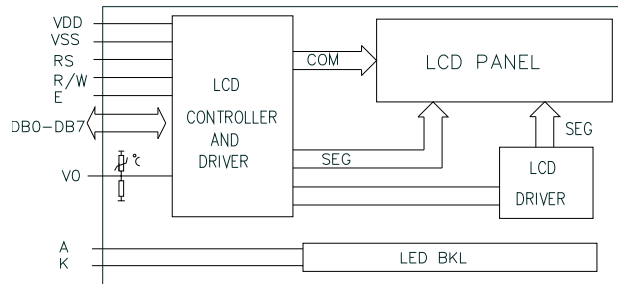 VDD
VSS
RS
R/W
E
DB0-DB7
V0
°C
A
K
LCD
CONTROLLER
AND
DRIVER
COM
SEG
LCD PANEL
SEG
LCD
DRIVER
LED BKL